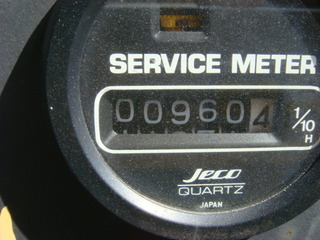 SERVICE METER
009604
1/10
H
Jeco
QUARTZ
JAPAN